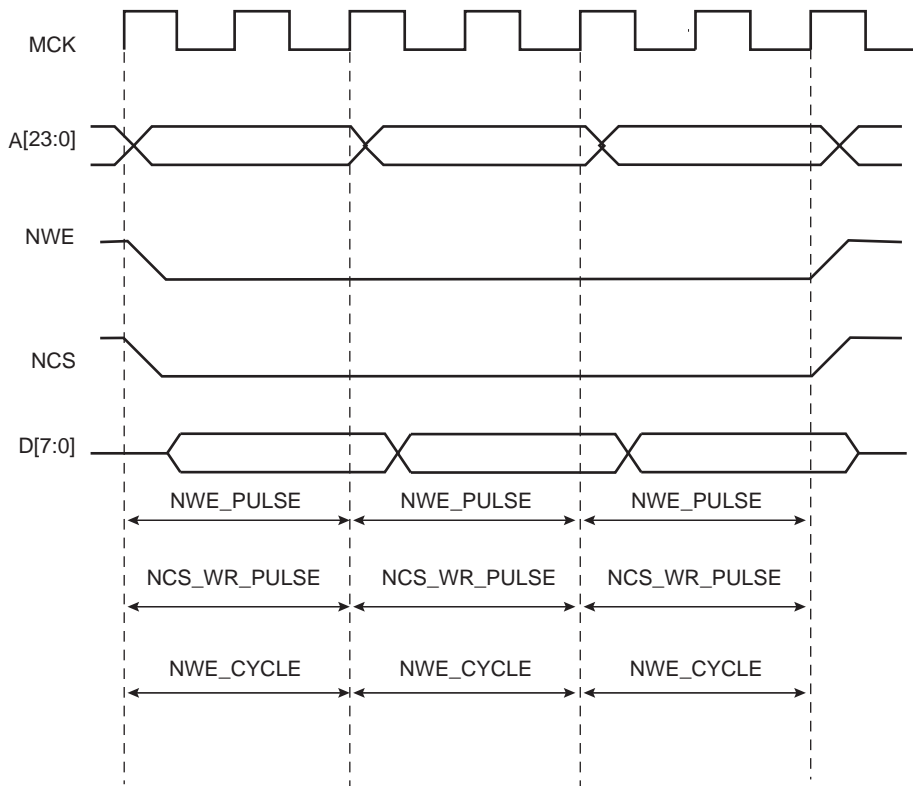 MCK
A[23:0]
NWE
NCS
D[7:0]
NWE_PULSE NWE_PULSE NWE_PULSE
NCS_WR_PULSE NCS_WR_PULSE NCS_WR_PULSE
NWE_CYCLE NWE_CYCLE NWE_CYCLE